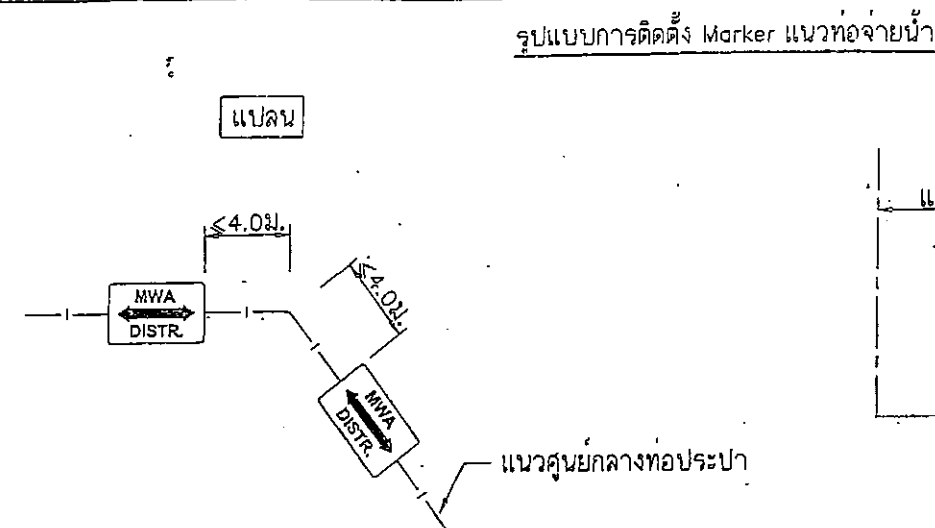 รูปแบบการติดตั้ง Marker แนวท่อจ่ายน้ำ
แปลน
≤4.0ม.
≤4.0ม.
MWA
DISTR.
MWA
DISTR.
แนวศูนย์กลางท่อประปา